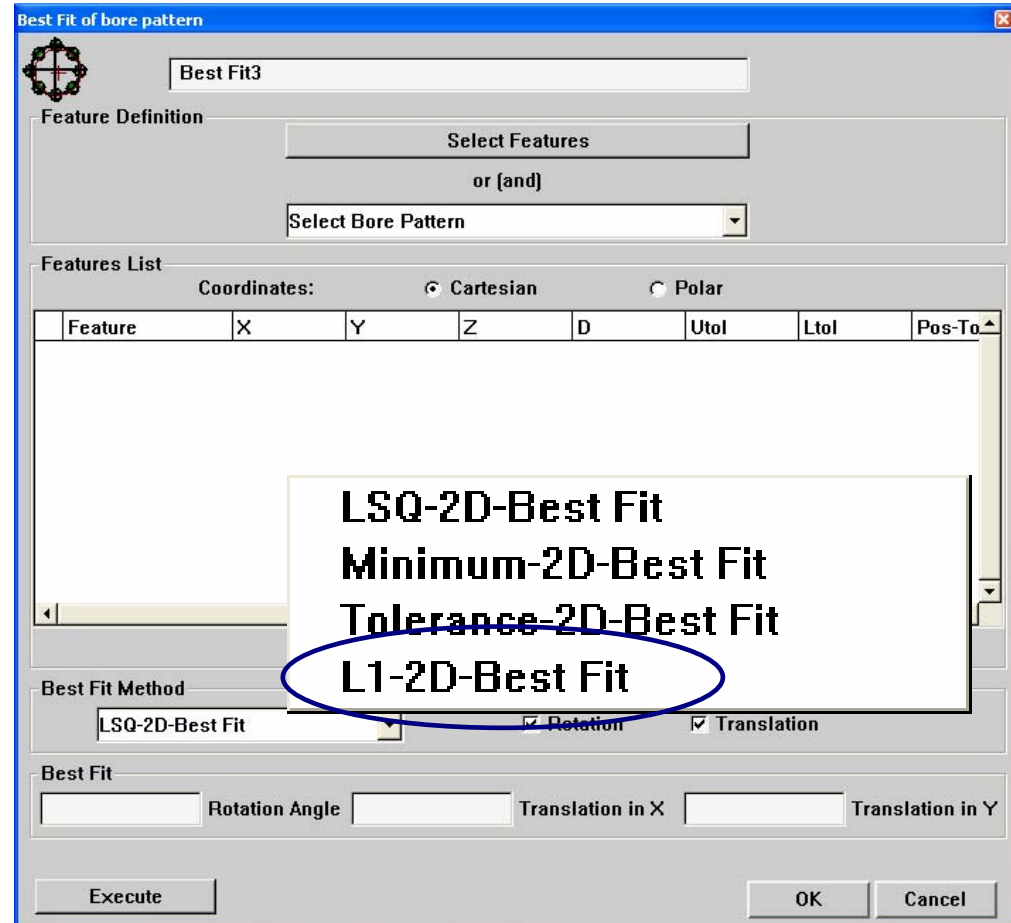 Best Fit of bore pattern
Best Fit3
Feature Definition
Select Features
or (and)
Select Bore Pattern
Features List
Coordinates: Cartesian Polar
Feature X Y Z D Utol Ltol Pos-To
LSQ-2D-Best Fit
Minimum-2D-Best Fit
Tolerance-2D-Best Fit
L1-2D-Best Fit
Best Fit Method
LSQ-2D-Best Fit Rotation Translation
Best Fit
Rotation Angle Translation in X Translation in Y
Execute OK Cancel